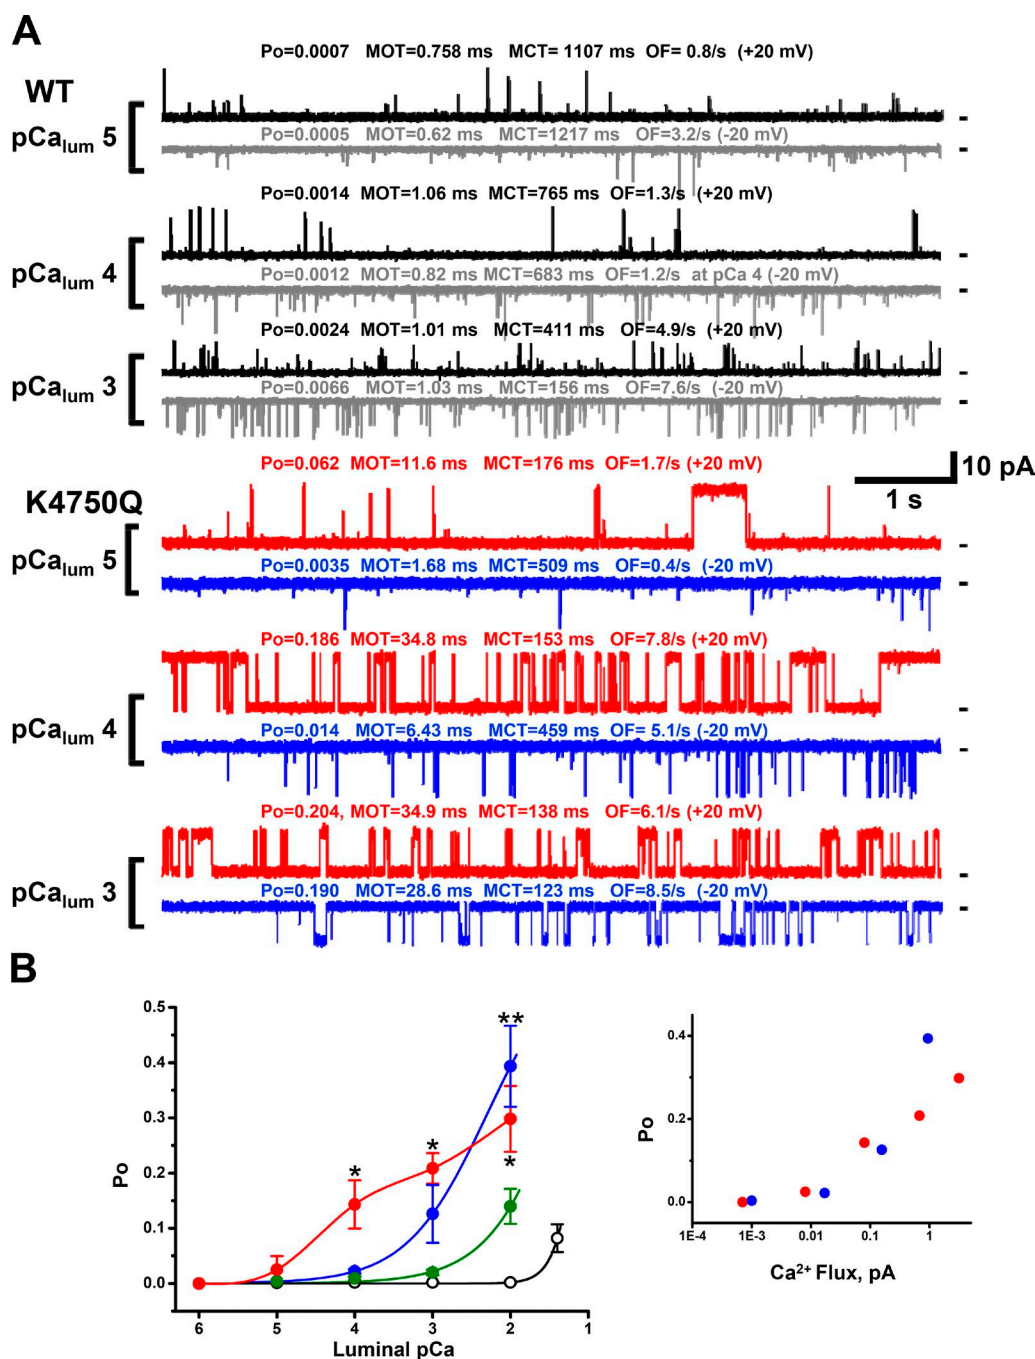 A
Po=0.0007 MOT=0.758 ms MCT= 1107 ms OF= 0.8/s (+20 mV)
WT
pCalum 5
Po=0.0005 MOT=0.62 ms MCT=1217 ms OF=3.2/s (-20 mV)
Po=0.0014 MOT=1.06 ms MCT=765 ms OF=1.3/s (+20 mV)
pCalum 4
Po=0.0012 MOT=0.82 ms MCT=683 ms OF=1.2/s at pCa 4 (-20 mV)
Po=0.0024 MOT=1.01 ms MCT=411 ms OF=4.9/s (+20 mV)
pCalum 3
Po=0.0066 MOT=1.03 ms MCT=156 ms OF=7.6/s (-20 mV)
Po=0.062 MOT=11.6 ms MCT=176 ms OF=1.7/s (+20 mV)
10 pA
1 s
K4750Q
pCalum 5
Po=0.0035 MOT=1.68 ms MCT=509 ms OF=0.4/s (-20 mV)
Po=0.186 MOT=34.8 ms MCT=153 ms OF=7.8/s (+20 mV)
pCalum 4
Po=0.014 MOT=6.43 ms MCT=459 ms OF= 5.1/s (-20 mV)
Po=0.204, MOT=34.9 ms MCT=138 ms OF=6.1/s (+20 mV)
pCalum 3
Po=0.190 MOT=28.6 ms MCT=123 ms OF=8.5/s (-20 mV)
B
0.5
0.4
0.3
0.2
0.1
0.0
Po
**
*
*
*
6 5 4 3 2 1
Luminal pCa
0.4
0.2
0.0
Po
1E-4 1E-3 0.01 0.1 1
Ca²⁺ Flux, pA